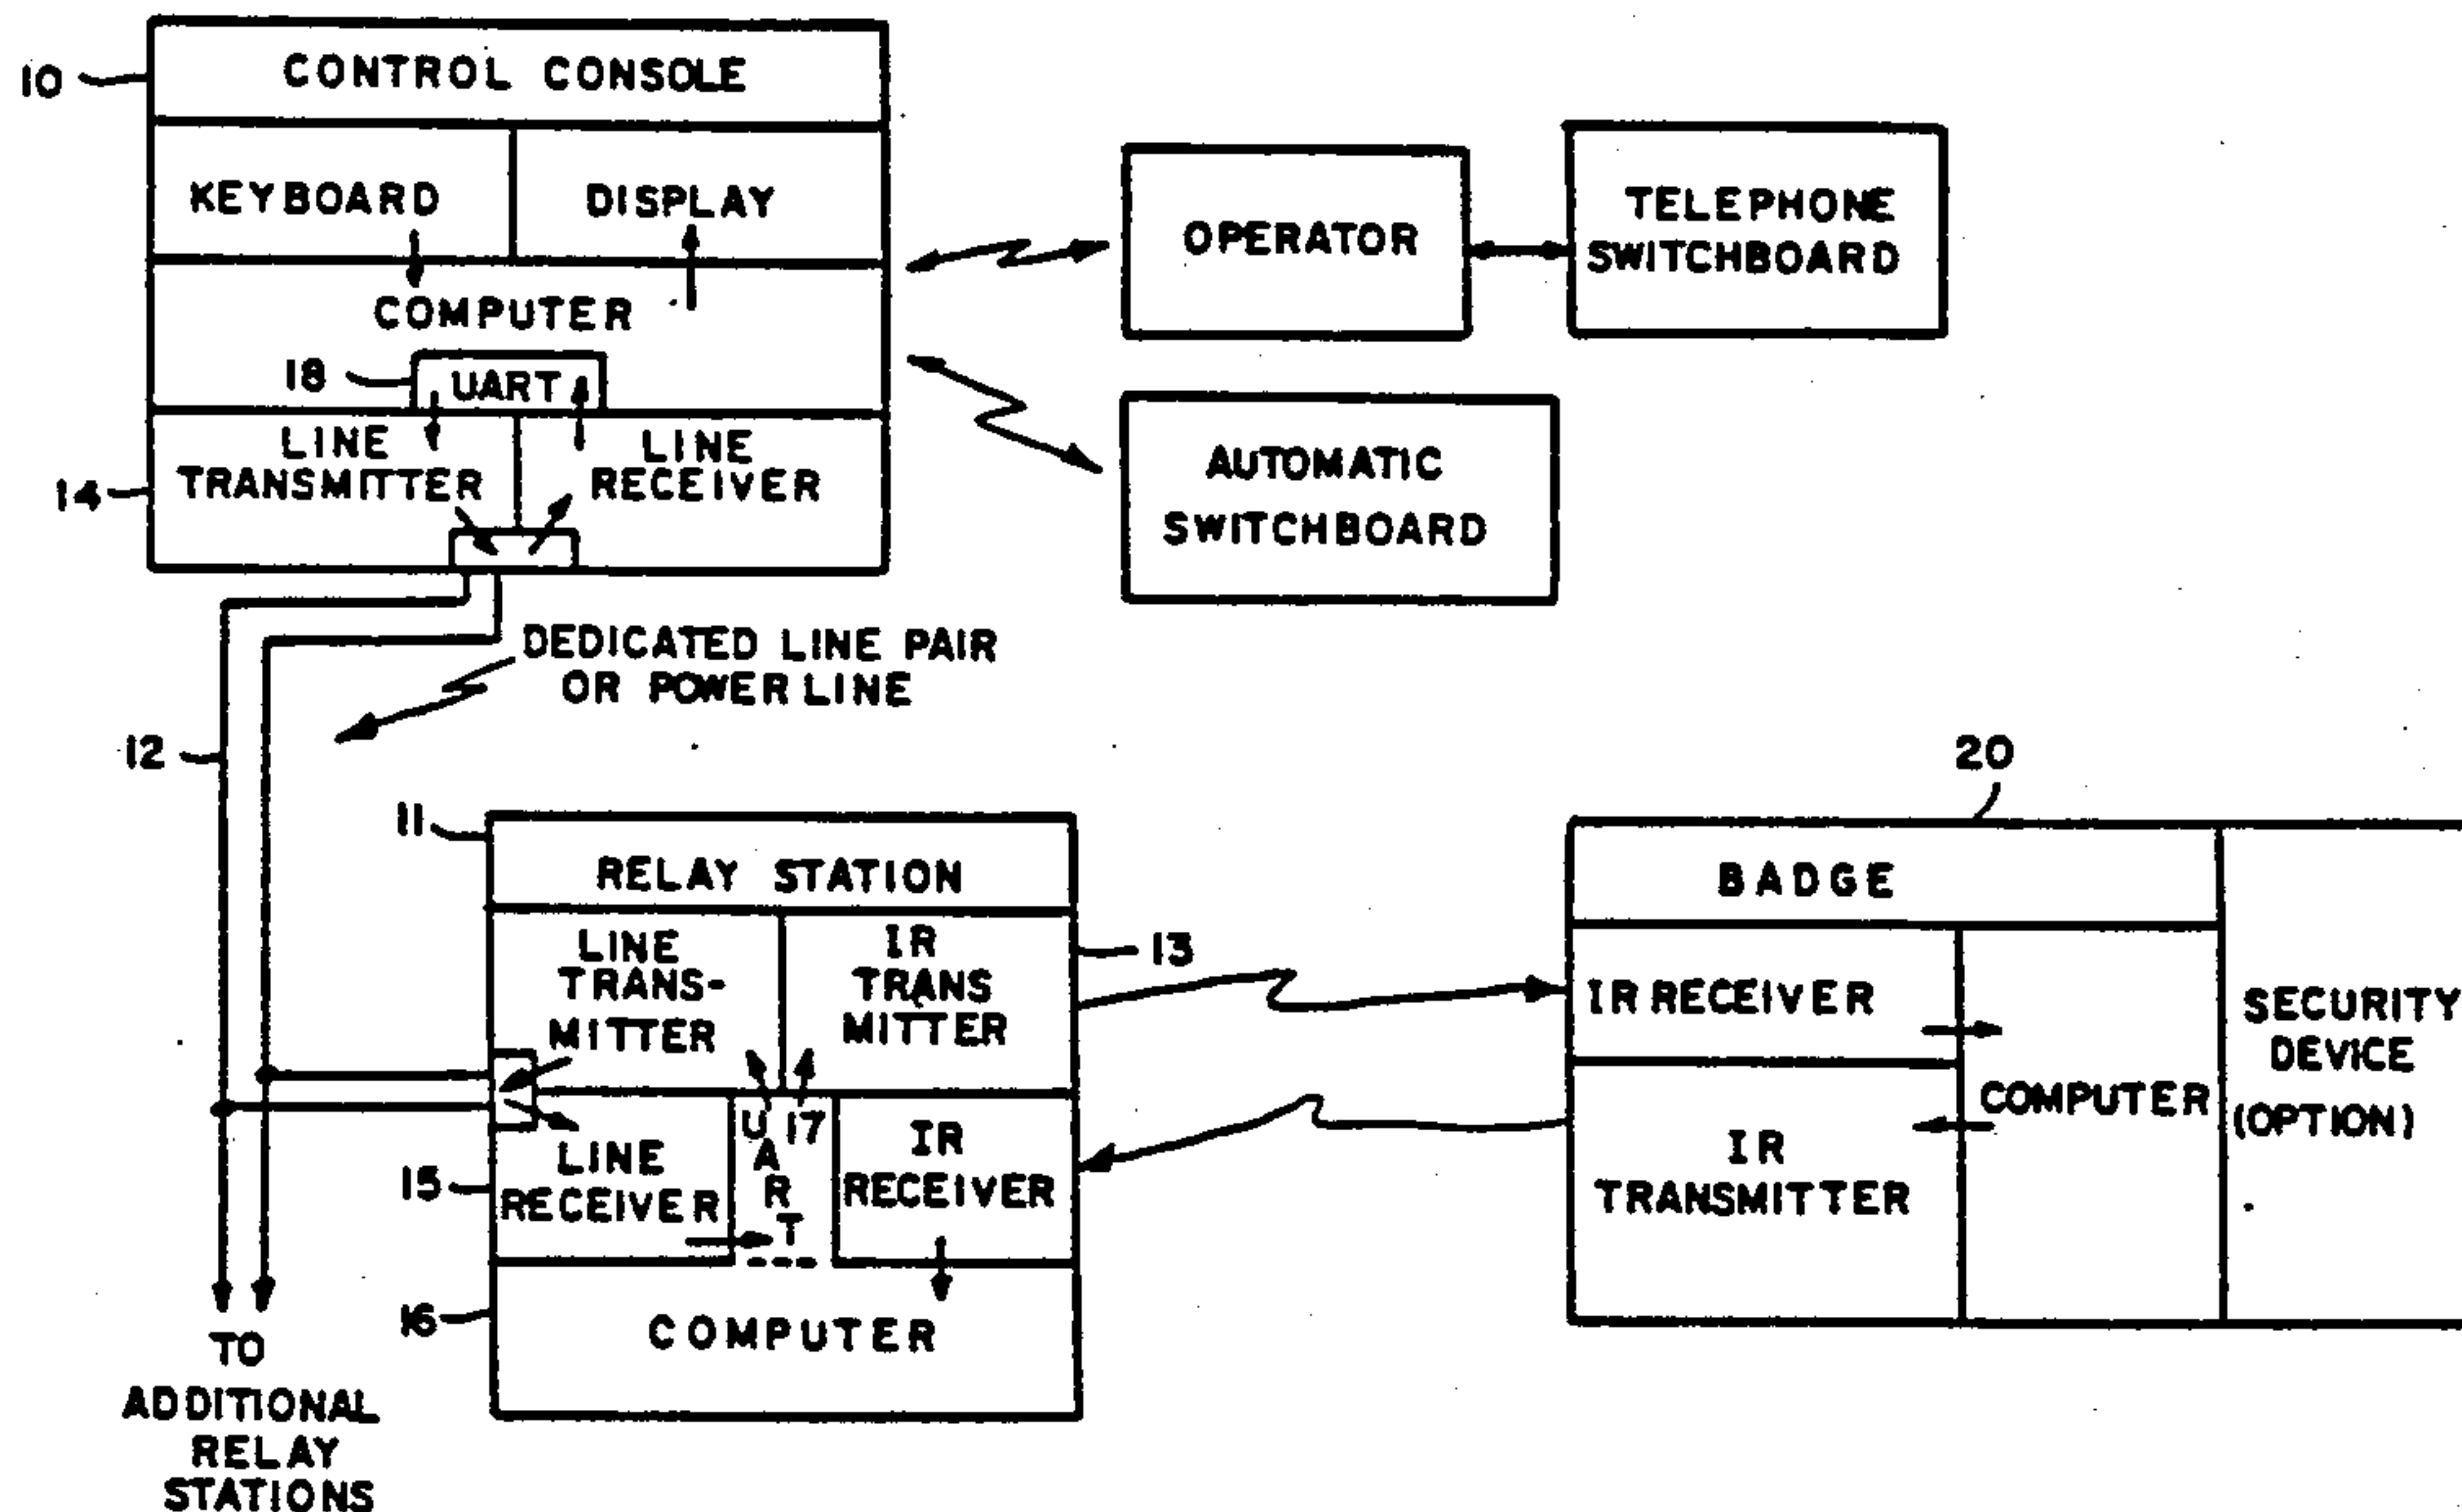 10
CONTROL CONSOLE
KEYBOARD
DISPLAY
COMPUTER
18
UART
LINE
TRANSMITTER
LINE
RECEIVER
14
OPERATOR
TELEPHONE
SWITCHBOARD
AUTOMATIC
SWITCHBOARD
DEDICATED LINE PAIR
OR POWER LINE
12
11
RELAY STATION
LINE
TRANS-
MITTER
IR
TRANS
MITTER
13
U
A
R
T
17
LINE
RECEIVER
15
IR
RECEIVER
16
COMPUTER
TO
ADDITIONAL
RELAY
STATIONS
20
BADGE
IR RECEIVER
COMPUTER
IR
TRANSMITTER
SECURITY
DEVICE
(OPTION)